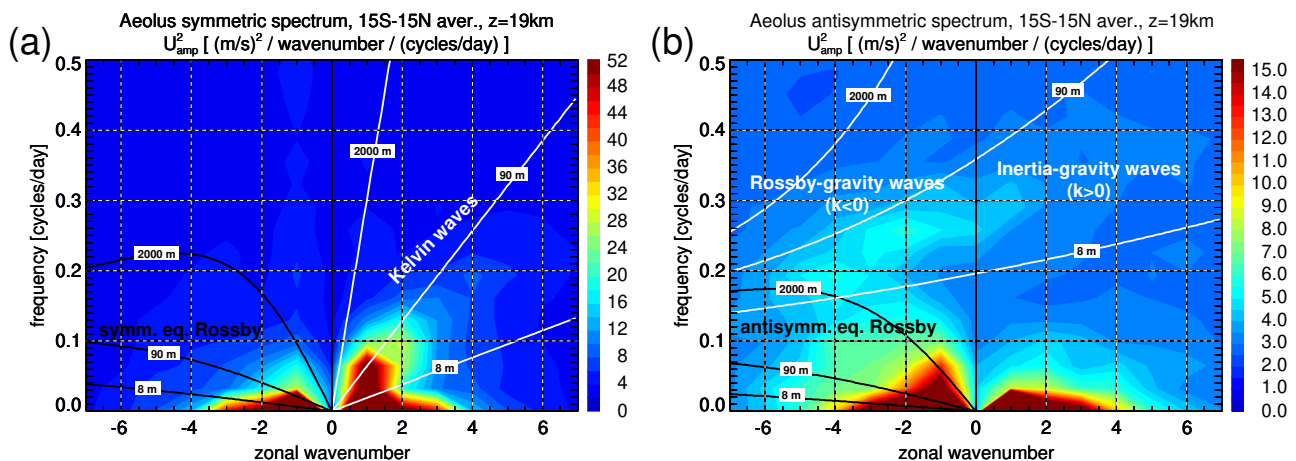 (a)
Aeolus symmetric spectrum, 15S-15N aver., z=19km
U²amp [ (m/s)² / wavenumber / (cycles/day) ]
frequency [cycles/day]
0.5
0.4
0.3
0.2
0.1
0.0
2000 m
90 m
Kelvin waves
2000 m
symm. eq. Rossby
90 m
8 m
8 m
-6 -4 -2 0 2 4 6
zonal wavenumber
52
48
44
40
36
32
28
24
20
16
12
8
4
0
(b)
Aeolus antisymmetric spectrum, 15S-15N aver., z=19km
U²amp [ (m/s)² / wavenumber / (cycles/day) ]
frequency [cycles/day]
0.5
0.4
0.3
0.2
0.1
0.0
2000 m
90 m
Rossby-gravity waves
(k<0)
Inertia-gravity waves
(k>0)
8 m
2000 m
antisymm. eq. Rossby
90 m
8 m
-6 -4 -2 0 2 4 6
zonal wavenumber
15.0
14.0
13.0
12.0
11.0
10.0
9.0
8.0
7.0
6.0
5.0
4.0
3.0
2.0
1.0
0.0